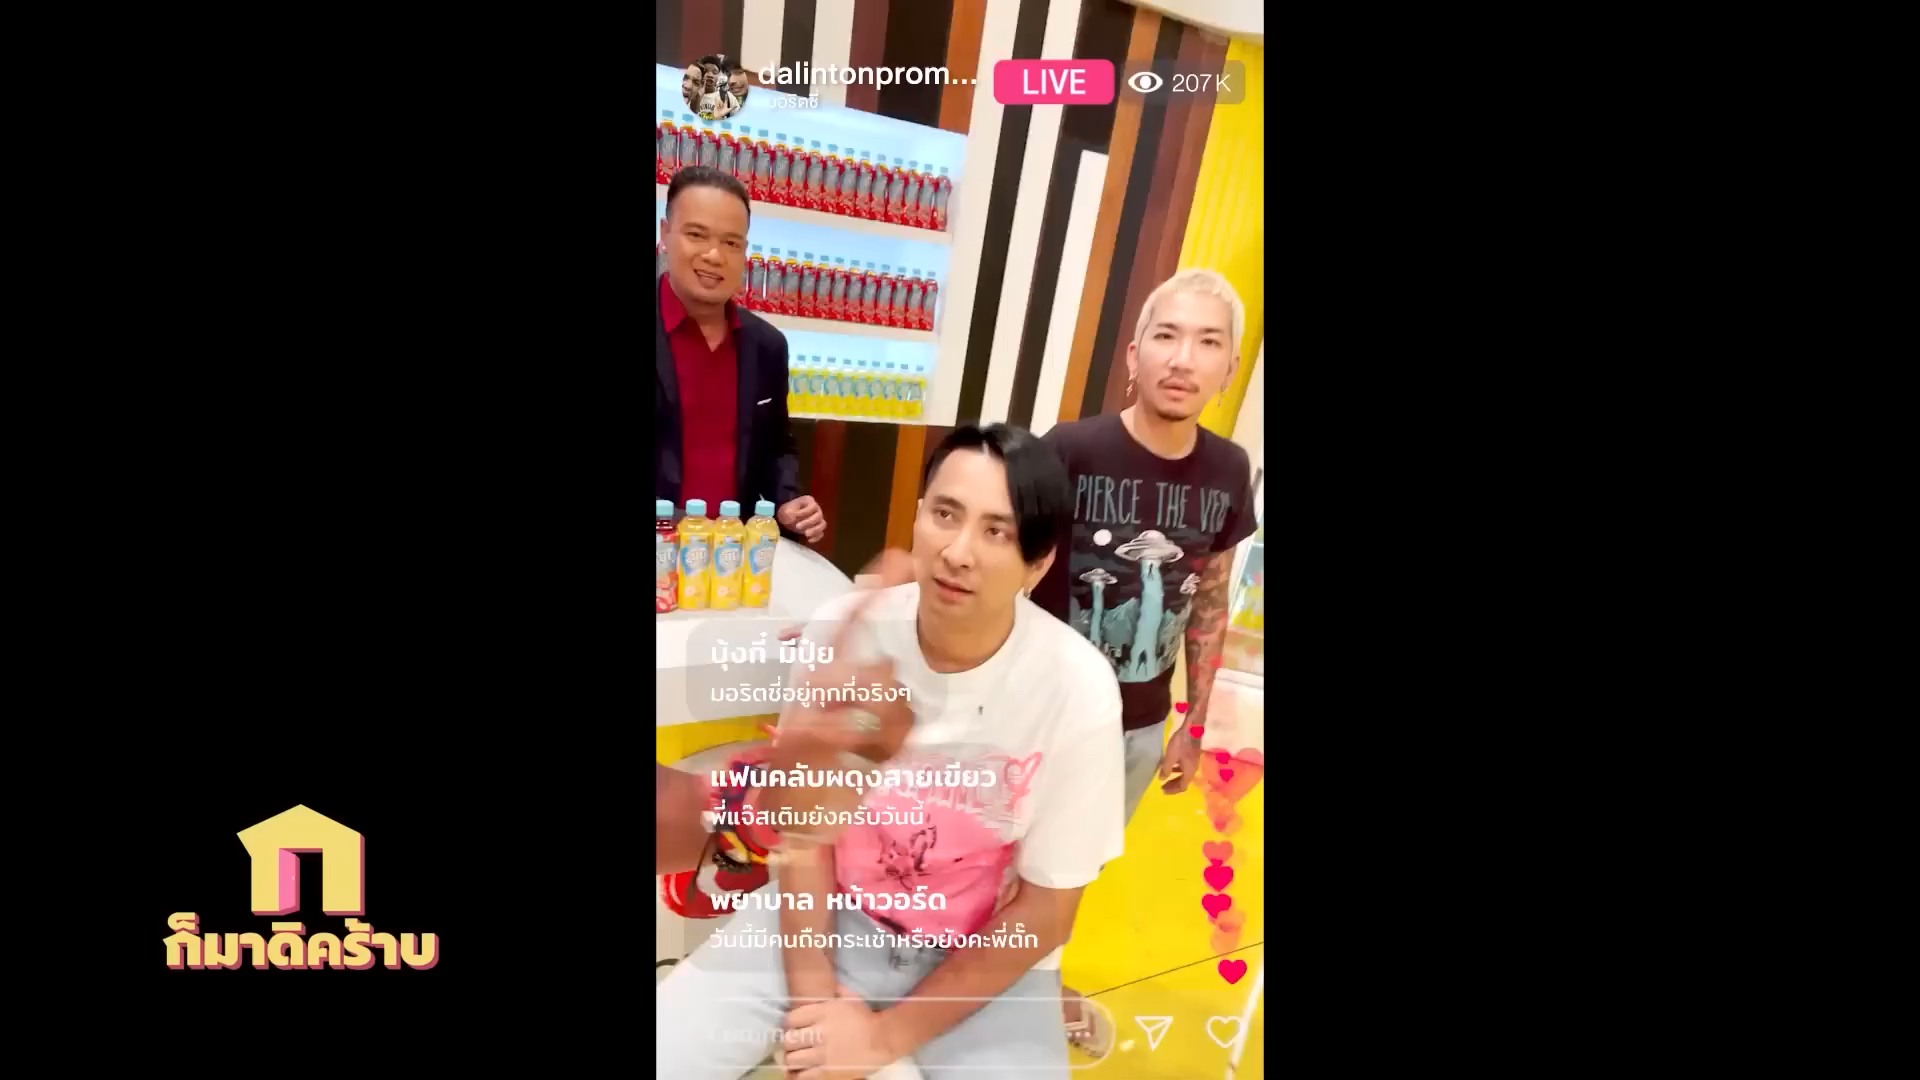 dalintonprom...
LIVE
207K
มอริตซี่
PIERCE THE VE
บุ้งกี๋ มีปุ๋ย
มอริตซี่อยู่ทุกที่จริงๆ
แฟนคลับผดุงสายเขียว
พี่แจ๊สเติมยังครับวันนี้
พยาบาล หน้าวอร์ด
วันนี้มีคนถือกระเช้าหรือยังคะพี่ตั๊ก
Comment
ก็มาดิคร้าบ